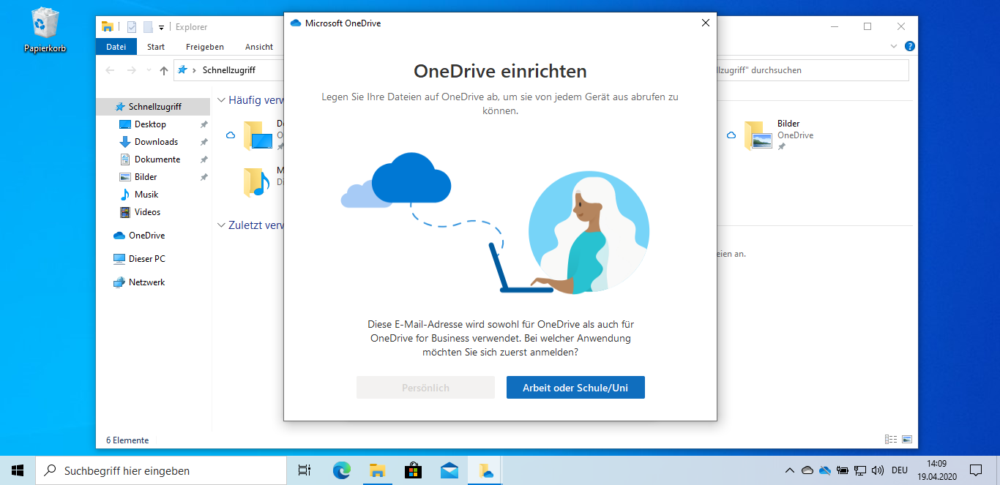 Papierkorb
Explorer
Datei Start Freigeben Ansicht
Schnellzugriff
llzugriff" durchsuchen
Schnellzugriff
Desktop
Downloads
Dokumente
Bilder
Musik
Videos
OneDrive
Dieser PC
Netzwerk
Häufig verw
Bilder
OneDrive
Zuletzt verw
eien an.
6 Elemente
Microsoft OneDrive
OneDrive einrichten
Legen Sie Ihre Dateien auf OneDrive ab, um sie von jedem Gerät aus abrufen zu
können.
Diese E-Mail-Adresse wird sowohl für OneDrive als auch für
OneDrive for Business verwendet. Bei welcher Anwendung
möchten Sie sich zuerst anmelden?
Persönlich
Arbeit oder Schule/Uni
Suchbegriff hier eingeben
DEU
14:09
19.04.2020